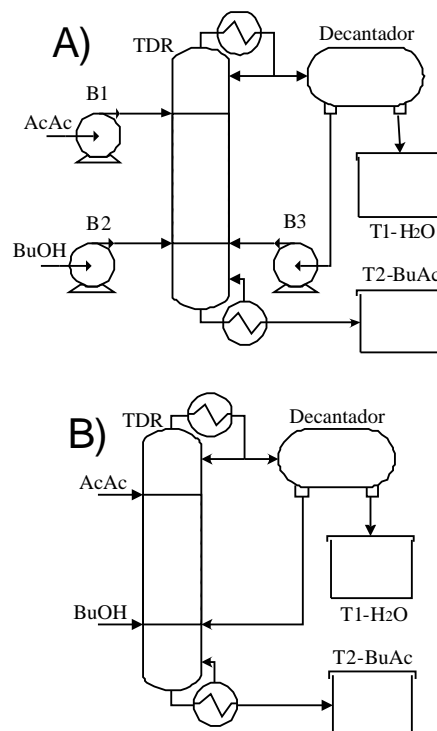 A)
TDR
Decantador
B1
AcAc
B2
B3
BuOH
T1-H2O
T2-BuAc
B)
TDR
Decantador
AcAc
BuOH
T1-H2O
T2-BuAc